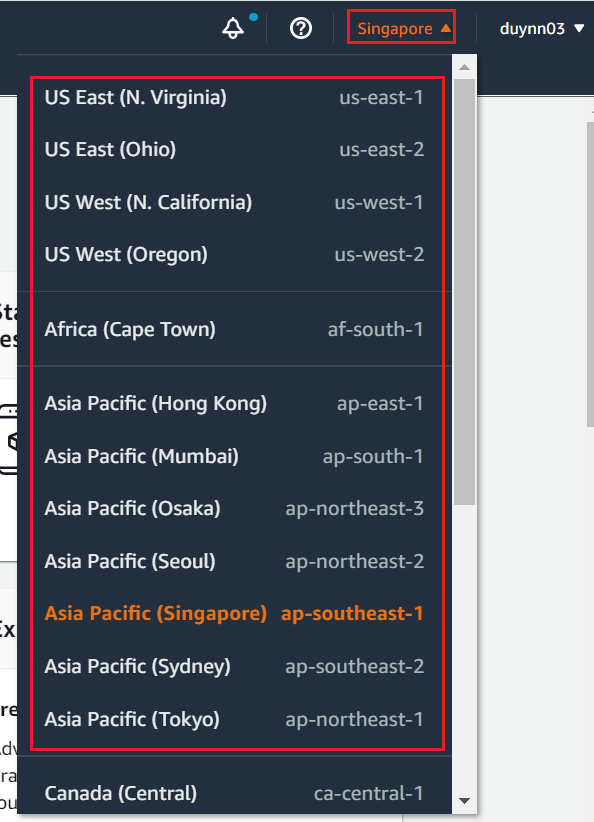 Singapore
duynn03
US East (N. Virginia) us-east-1
US East (Ohio) us-east-2
US West (N. California) us-west-1
US West (Oregon) us-west-2
Africa (Cape Town) af-south-1
Asia Pacific (Hong Kong) ap-east-1
Asia Pacific (Mumbai) ap-south-1
Asia Pacific (Osaka) ap-northeast-3
Asia Pacific (Seoul) ap-northeast-2
Asia Pacific (Singapore) ap-southeast-1
Asia Pacific (Sydney) ap-southeast-2
Asia Pacific (Tokyo) ap-northeast-1
Canada (Central) ca-central-1